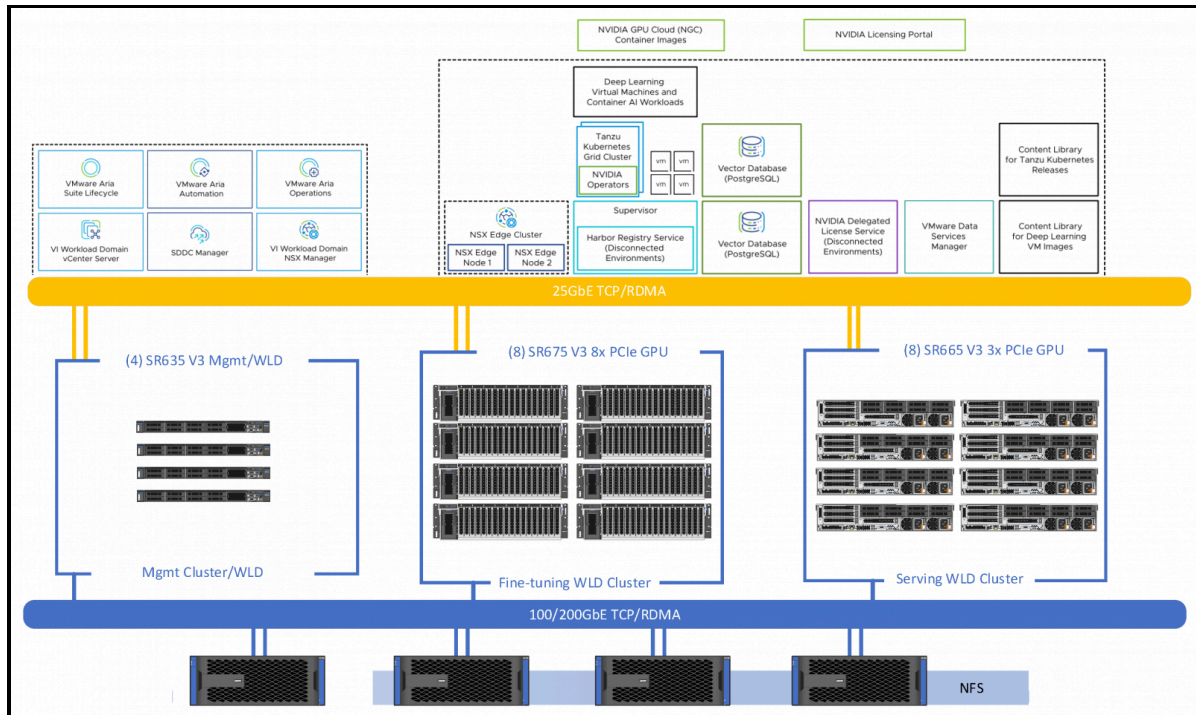 NVIDIA GPU Cloud (NGC)
Container Images
NVIDIA Licensing Portal
Deep Learning
Virtual Machines and
Container AI Workloads
VMware Aria
Suite Lifecycle
VMware Aria
Automation
VMware Aria
Operations
VI Workload Domain
vCenter Server
SDDC Manager
VI Workload Domain
NSX Manager
Tanzu
Kubernetes
Grid Cluster
NVIDIA
Operators
vm
vm
vm
vm
Vector Database
(PostgreSQL)
Content Library
for Tanzu Kubernetes
Releases
NSX Edge Cluster
NSX Edge
Node 1
NSX Edge
Node 2
Supervisor
Harbor Registry Service
(Disconnected
Environments)
Vector Database
(PostgreSQL)
NVIDIA Delegated
License Service
(Disconnected
Environments)
VMware Data
Services
Manager
Content Library
for Deep Learning
VM Images
25GbE TCP/RDMA
(4) SR635 V3 Mgmt/WLD
(8) SR675 V3 8x PCIe GPU
(8) SR665 V3 3x PCIe GPU
Mgmt Cluster/WLD
Fine-tuning WLD Cluster
Serving WLD Cluster
100/200GbE TCP/RDMA
NFS